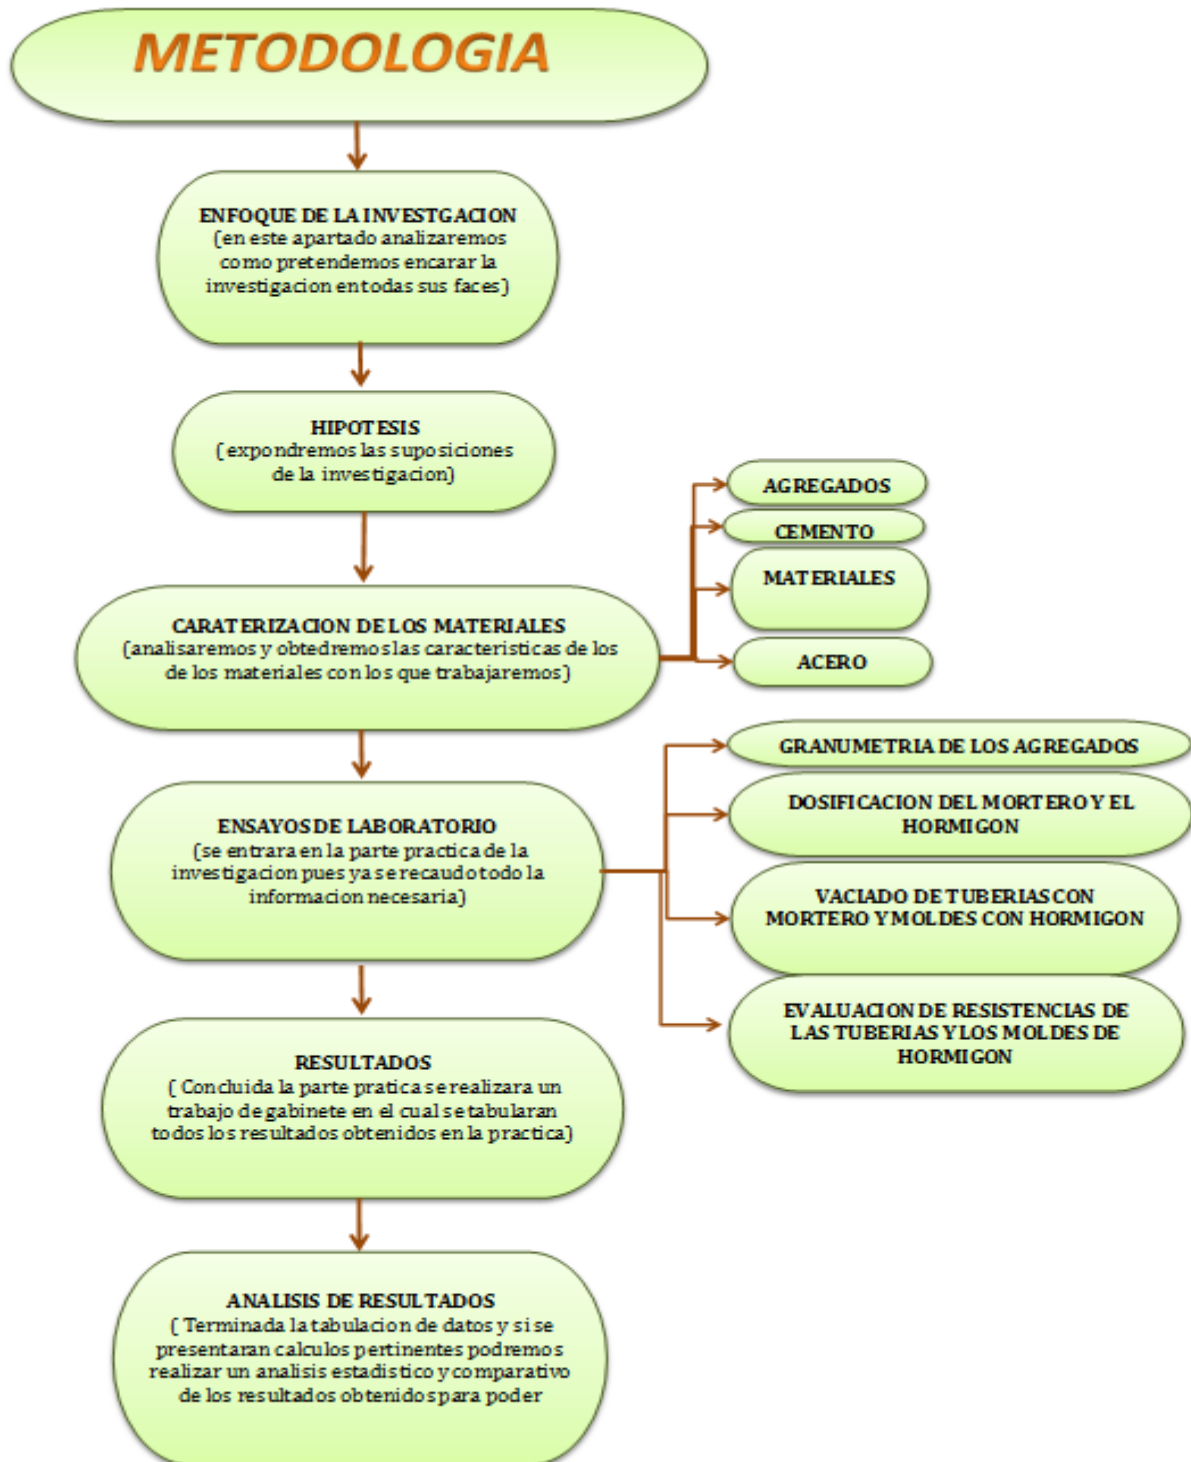 METODOLOGIA
ENFOQUE DE LA INVESTGACION
(en este apartado analizaremos
como pretendemos encarar la
investigacion en todas sus faces)
HIPOTESIS
( expondremos las suposiciones
de la investigacion)
CARATERIZACION DE LOS MATERIALES
(analisaremos y obtedremos las caracteristicas de los
de los materiales con los que trabajaremos)
AGREGADOS
CEMENTO
MATERIALES
ACERO
ENSAYOS DE LABORATORIO
(se entrara en la parte practica de la
investigacion pues ya se recaudo todo la
informacion necesaria)
GRANUMETRIA DE LOS AGREGADOS
DOSIFICACION DEL MORTERO Y EL
HORMIGON
VACIADO DE TUBERIAS CON
MORTERO Y MOLDES CON HORMIGON
EVALUACION DE RESISTENCIAS DE
LAS TUBERIAS Y LOS MOLDES DE
HORMIGON
RESULTADOS
( Concluida la parte pratica se realizara un
trabajo de gabinete en el cual se tabularan
todos los resultados obtenidos en la practica)
ANALISIS DE RESULTADOS
( Terminada la tabulacion de datos y si se
presentaran calculos pertinentes podremos
realizar un analisis estadistico y comparativo
de los resultados obtenidos para poder